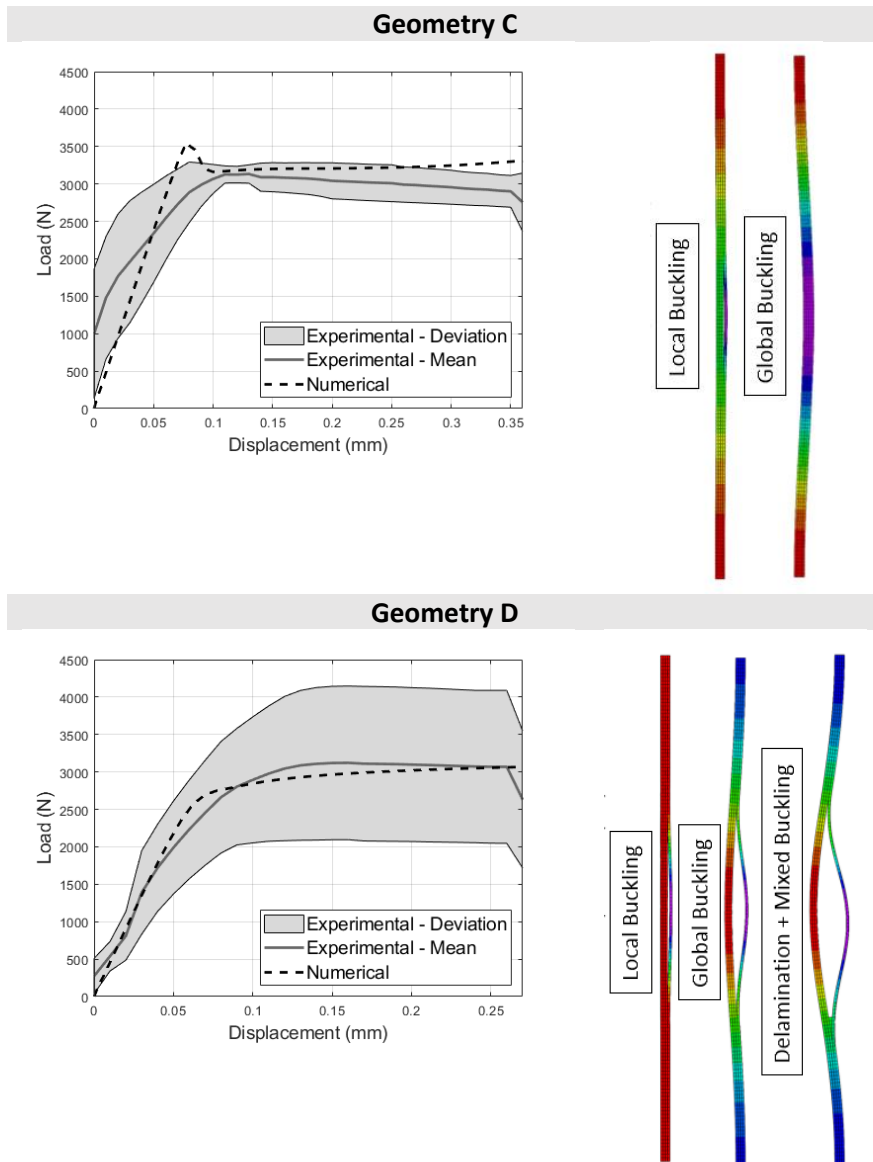 Geometry C
4500
4000
3500
3000
2500
2000
1500
1000
500
0
Load (N)
0 0.05 0.1 0.15 0.2 0.25 0.3 0.35
Displacement (mm)
Experimental - Deviation
Experimental - Mean
Numerical
Local Buckling
Global Buckling
Geometry D
4500
4000
3500
3000
2500
2000
1500
1000
500
0
Load (N)
0 0.05 0.1 0.15 0.2 0.25
Displacement (mm)
Experimental - Deviation
Experimental - Mean
Numerical
Local Buckling
Global Buckling
Delamination + Mixed Buckling